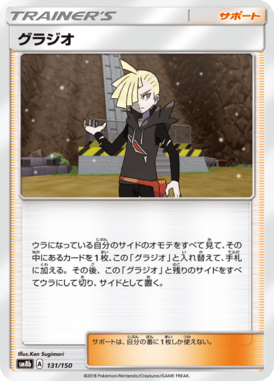 TRAINER'S
サポート
グラジオ
ウラになっている自分のサイドのオモテをすべて見て、その
中にあるカードを1枚、この「グラジオ」と入れ替えて、手札
に加える。その後、この「グラジオ」と残りのサイドをすべ
てウラにして切り、サイドとして置く。
Illus.Ken Sugimori
SM8b A 131/150
サポートは、自分の番に1枚しか使えない。
©2018 Pokémon/Nintendo/Creatures/GAME FREAK.